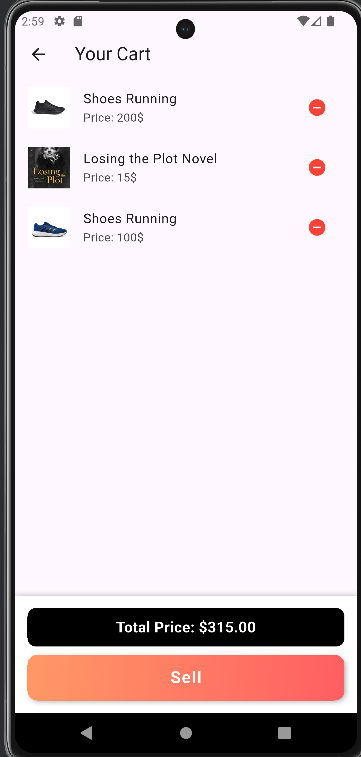 2:59
Your Cart
Shoes Running
Price: 200$
Losing the Plot Novel
Price: 15$
Losing
the
Plot
Shoes Running
Price: 100$
Total Price: $315.00
Sell